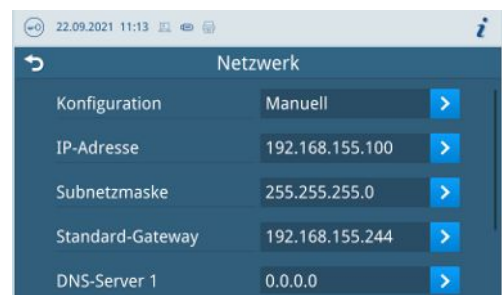 22.09.2021 11:13
i
Netzwerk
Konfiguration Manuell
IP-Adresse 192.168.155.100
Subnetzmaske 255.255.255.0
Standard-Gateway 192.168.155.244
DNS-Server 1 0.0.0.0